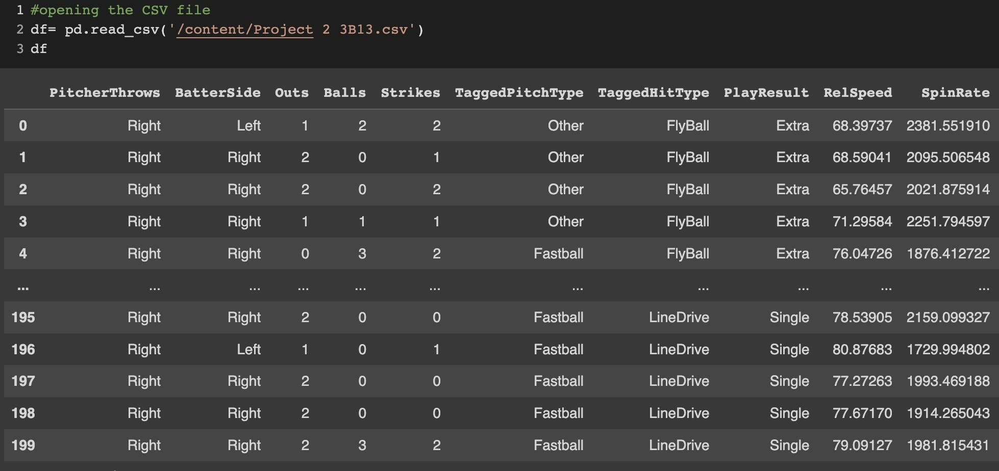 1 #opening the CSV file
2 df= pd.read_csv('/content/Project 2 3B13.csv')
3 df
PitcherThrows BatterSide Outs Balls Strikes TaggedPitchType TaggedHitType PlayResult RelSpeed SpinRate
0 Right Left 1 2 2 Other FlyBall Extra 68.39737 2381.551910
1 Right Right 2 0 1 Other FlyBall Extra 68.59041 2095.506548
2 Right Right 2 0 2 Other FlyBall Extra 65.76457 2021.875914
3 Right Right 1 1 1 Other FlyBall Extra 71.29584 2251.794597
4 Right Right 0 3 2 Fastball FlyBall Extra 76.04726 1876.412722
... ... ... ... ... ... ... ... ... ... ...
195 Right Right 2 0 0 Fastball LineDrive Single 78.53905 2159.099327
196 Right Left 1 0 1 Fastball LineDrive Single 80.87683 1729.994802
197 Right Right 2 0 0 Fastball LineDrive Single 77.27263 1993.469188
198 Right Right 2 0 0 Fastball LineDrive Single 77.67170 1914.265043
199 Right Right 2 3 2 Fastball LineDrive Single 79.09127 1981.815431